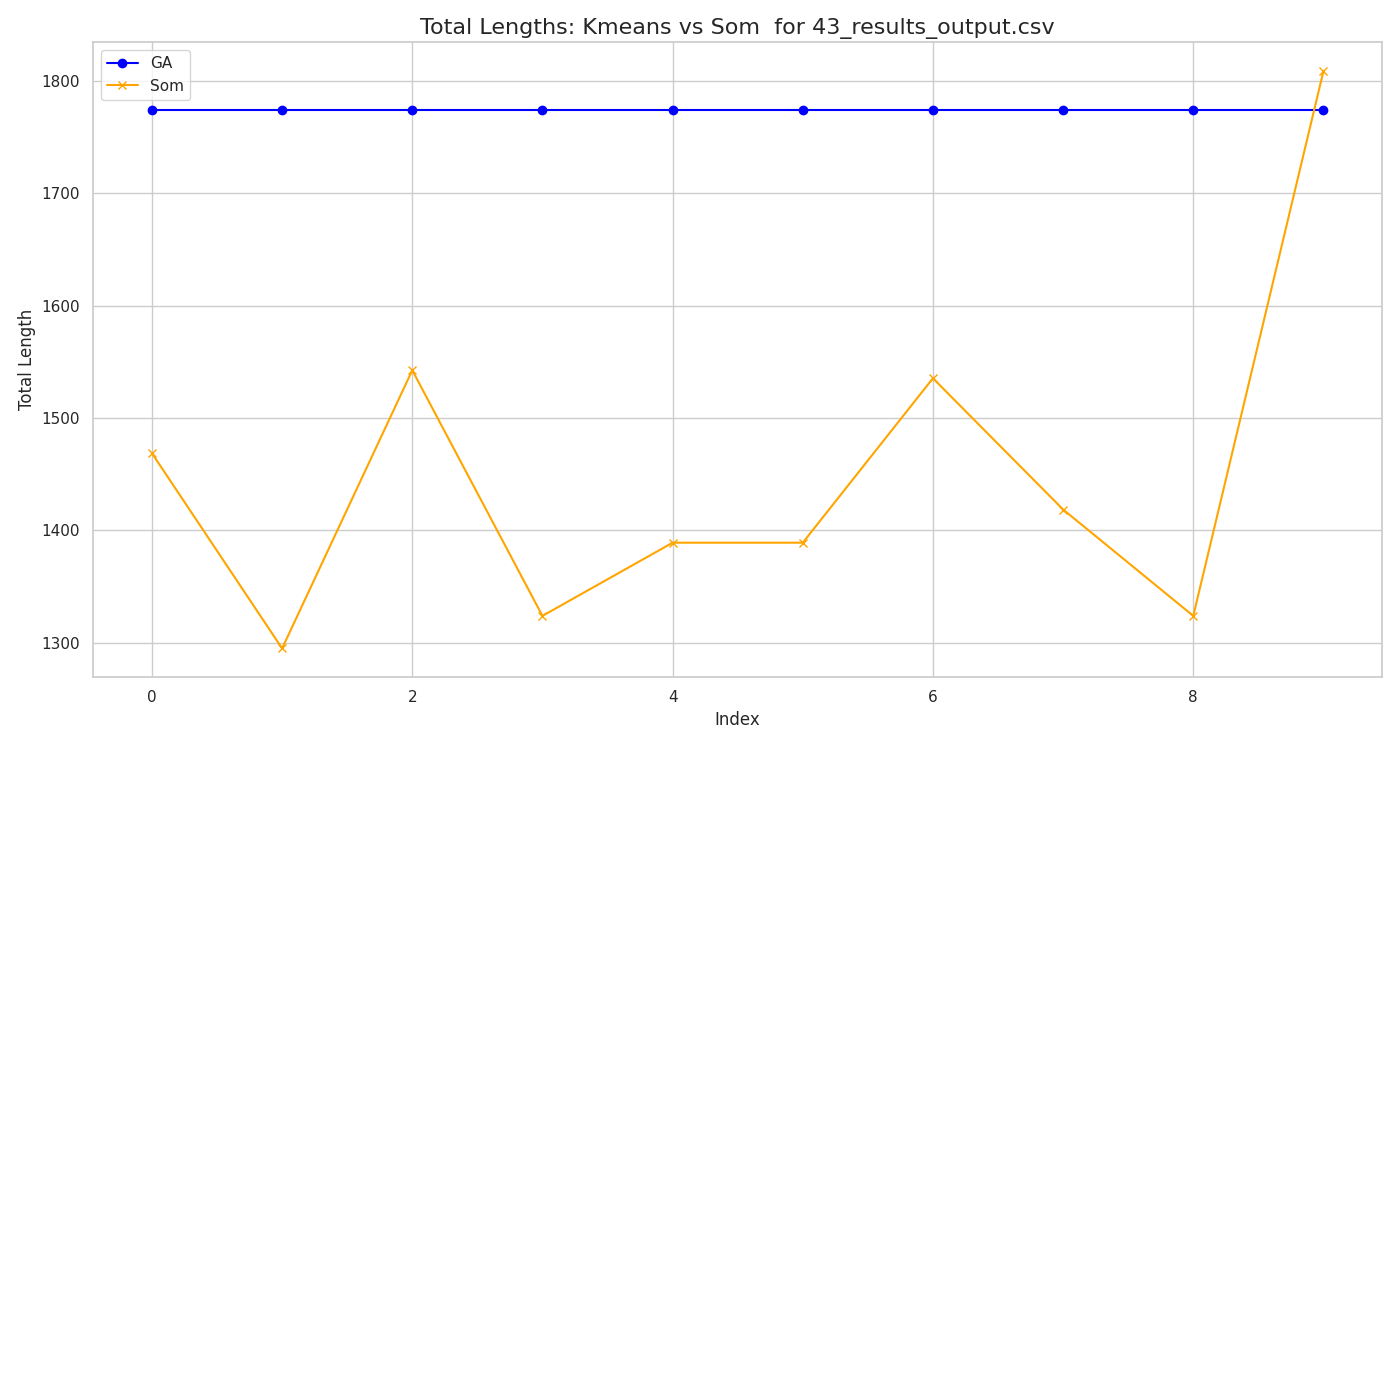 Total Lengths: Kmeans vs Som  for 43_results_output.csv
GA
Som
1800
1700
1600
1500
1400
1300
Total Length
0 2 4 6 8
Index